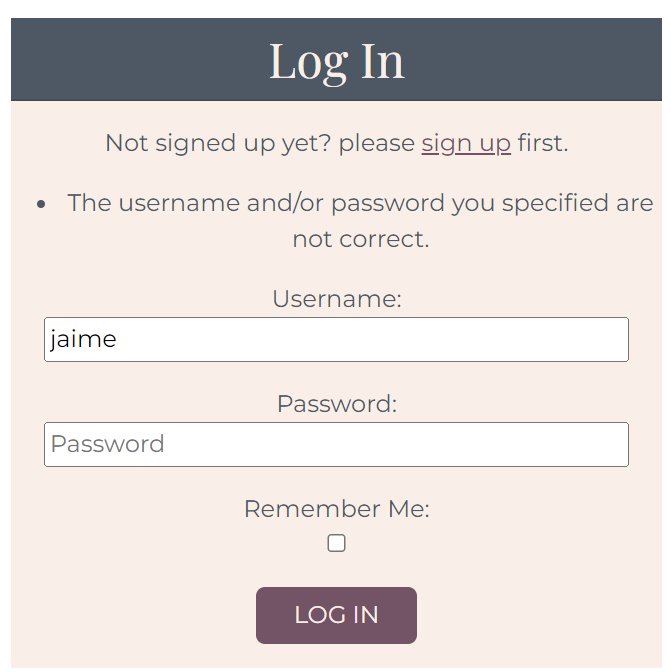 Log In
Not signed up yet? please sign up first.
• The username and/or password you specified are
not correct.
Username:
jaime
Password:
Password
Remember Me:
LOG IN